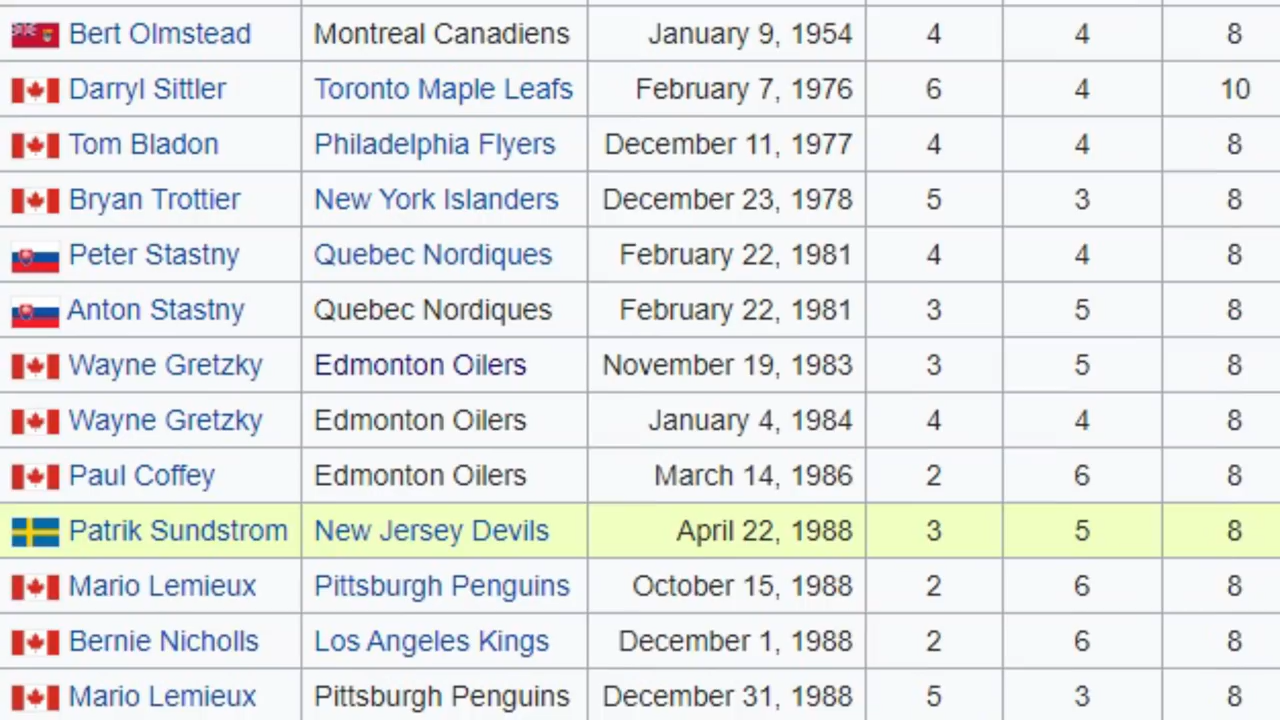 Bert Olmstead Montreal Canadiens January 9, 1954 4 4 8
Darryl Sittler Toronto Maple Leafs February 7, 1976 6 4 10
Tom Bladon Philadelphia Flyers December 11, 1977 4 4 8
Bryan Trottier New York Islanders December 23, 1978 5 3 8
Peter Stastny Quebec Nordiques February 22, 1981 4 4 8
Anton Stastny Quebec Nordiques February 22, 1981 3 5 8
Wayne Gretzky Edmonton Oilers November 19, 1983 3 5 8
Wayne Gretzky Edmonton Oilers January 4, 1984 4 4 8
Paul Coffey Edmonton Oilers March 14, 1986 2 6 8
Patrik Sundstrom New Jersey Devils April 22, 1988 3 5 8
Mario Lemieux Pittsburgh Penguins October 15, 1988 2 6 8
Bernie Nicholls Los Angeles Kings December 1, 1988 2 6 8
Mario Lemieux Pittsburgh Penguins December 31, 1988 5 3 8